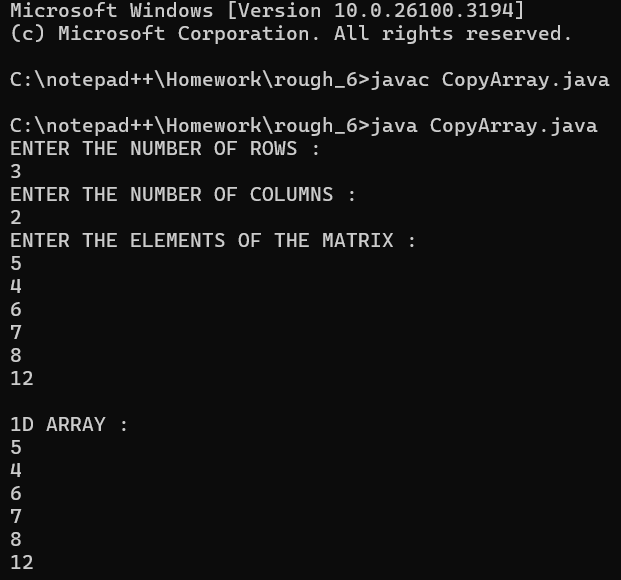 Microsoft Windows [Version 10.0.26100.3194]
(c) Microsoft Corporation. All rights reserved.
C:\notepad++\Homework\rough_6>javac CopyArray.java
C:\notepad++\Homework\rough_6>java CopyArray.java
ENTER THE NUMBER OF ROWS :
3
ENTER THE NUMBER OF COLUMNS :
2
ENTER THE ELEMENTS OF THE MATRIX :
5
4
6
7
8
12
1D ARRAY :
5
4
6
7
8
12